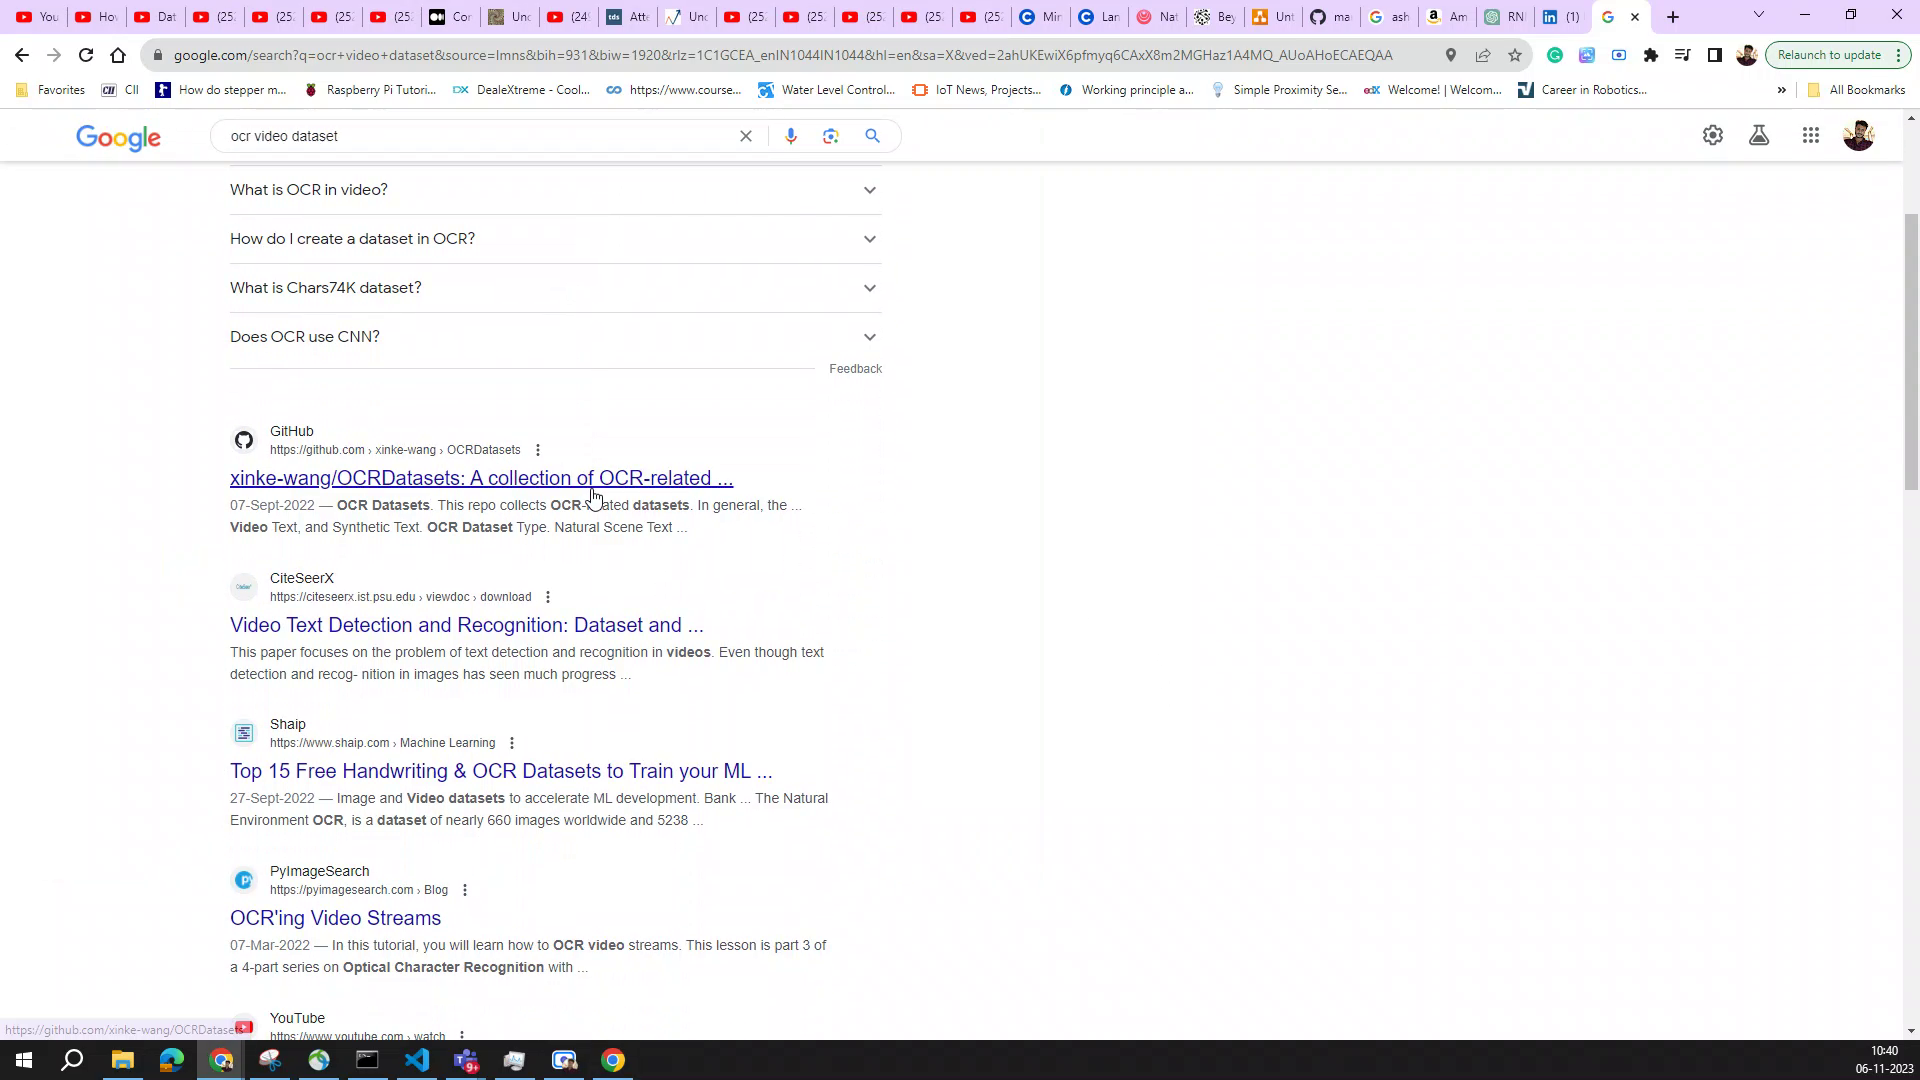 You
Hov
Dat
(252
(252
(252
(252
Cor
Unc
(249
tds
Atte
Unc
(252
(252
(252
(252
(252
Mir
Lan
Nat
Bey
Unt
ma
ash
Am
RN
(1)
google.com/search?q=ocr+video+dataset&source=lmns&bih=931&biw=1920&rlz=1C1GCEA_enIN1044IN1044&hl=en&sa=X&ved=2ahUKEwiX6pfmyq6CAxX8m2MGHaz1A4MQ_AUoAHoECAEQAA
Relaunch to update
Favorites
CII
How do stepper m...
Raspberry Pi Tutori...
DealeXtreme - Cool...
https://www.course...
Water Level Control...
IoT News, Projects...
Working principle a...
Simple Proximity Se...
Welcome! | Welcom...
Career in Robotics...
»
All Bookmarks
Google
ocr video dataset
What is OCR in video?
How do I create a dataset in OCR?
What is Chars74K dataset?
Does OCR use CNN?
Feedback
GitHub
https://github.com › xinke-wang › OCRDatasets
xinke-wang/OCRDatasets: A collection of OCR-related ...
07-Sept-2022 — OCR Datasets. This repo collects OCR-related datasets. In general, the ...
Video Text, and Synthetic Text. OCR Dataset Type. Natural Scene Text ...
CiteSeerX
https://citeseerx.ist.psu.edu › viewdoc › download
Video Text Detection and Recognition: Dataset and ...
This paper focuses on the problem of text detection and recognition in videos. Even though text
detection and recog- nition in images has seen much progress ...
Shaip
https://www.shaip.com › Machine Learning
Top 15 Free Handwriting & OCR Datasets to Train your ML ...
27-Sept-2022 — Image and Video datasets to accelerate ML development. Bank ... The Natural
Environment OCR, is a dataset of nearly 660 images worldwide and 5238 ...
PyImageSearch
https://pyimagesearch.com › Blog
OCR'ing Video Streams
07-Mar-2022 — In this tutorial, you will learn how to OCR video streams. This lesson is part 3 of
a 4-part series on Optical Character Recognition with ...
YouTube
https://www.youtube.com › watch
https://github.com/xinke-wang/OCRDatasets
9+
10:40
06-11-2023